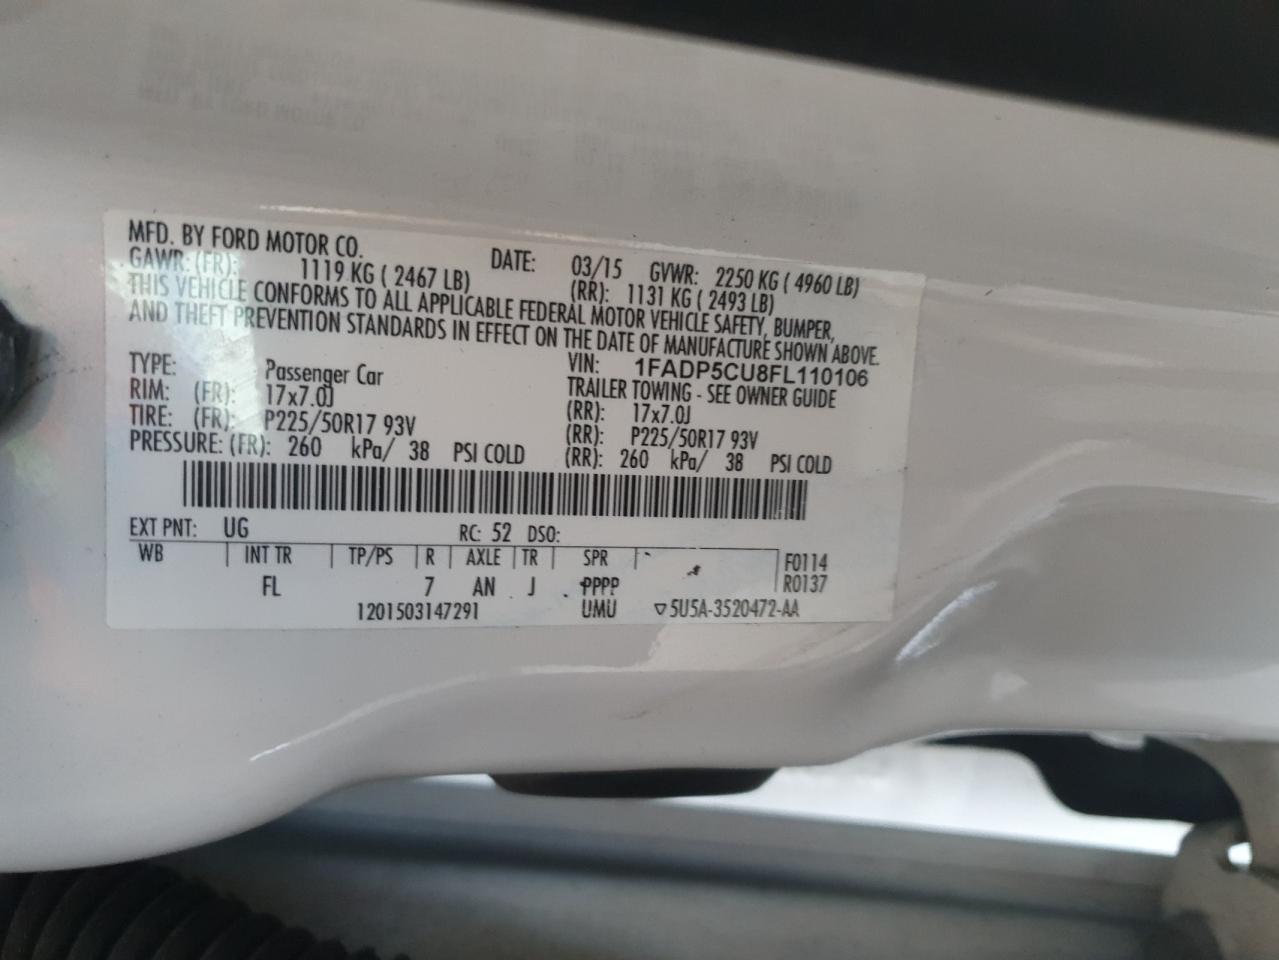 MFD. BY FORD MOTOR CO.
DATE: 03/15 GVWR: 2250 KG ( 4960 LB)
GAWR: (FR): 1119 KG ( 2467 LB) (RR): 1131 KG ( 2493 LB)
THIS VEHICLE CONFORMS TO ALL APPLICABLE FEDERAL MOTOR VEHICLE SAFETY, BUMPER,
AND THEFT PREVENTION STANDARDS IN EFFECT ON THE DATE OF MANUFACTURE SHOWN ABOVE.
VIN: 1FADP5CU8FL110106
TYPE: Passenger Car TRAILER TOWING - SEE OWNER GUIDE
RIM: (FR): 17x7.0J (RR): 17x7.0J
TIRE: (FR): P225/50R17 93V (RR): P225/50R17 93V
PRESSURE: (FR): 260 kPa/ 38 PSI COLD (RR): 260 kPa/ 38 PSI COLD
EXT PNT: UG RC: 52 DSO:
WB INT TR TP/PS R AXLE TR SPR F0114
FL 7 AN J PPPP R0137
1201503147291 UMU ▽5U5A-3520472-AA